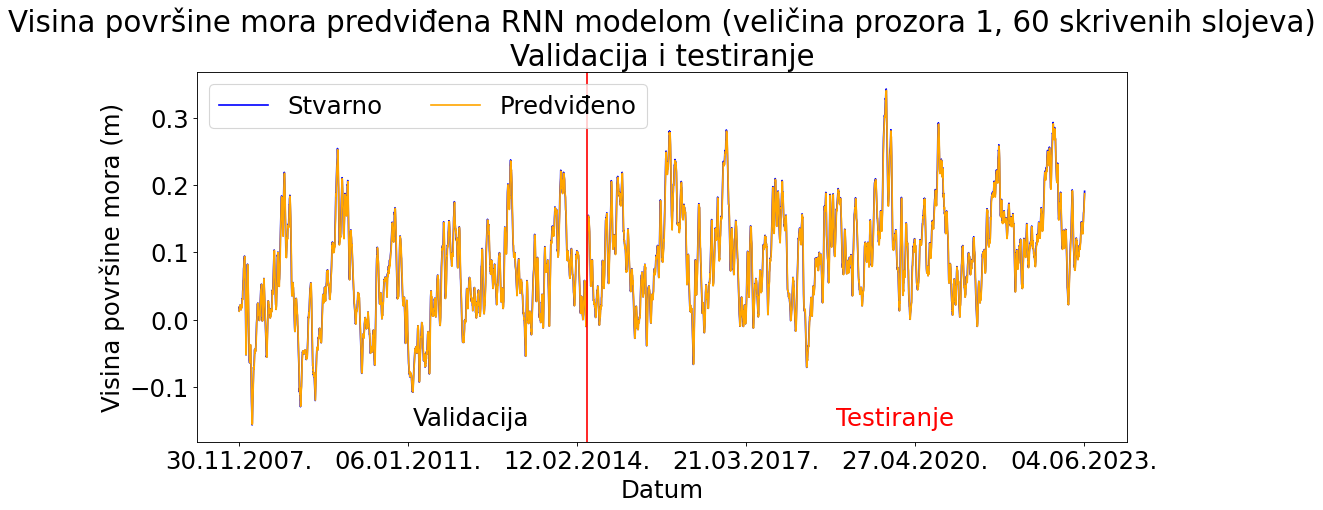 Visina površine mora predviđena RNN modelom (veličina prozora 1, 60 skrivenih slojeva)
Validacija i testiranje
Stvarno
Predviđeno
Visina površine mora (m)
0.3
0.2
0.1
0.0
−0.1
Validacija
Testiranje
30.11.2007.
06.01.2011.
12.02.2014.
21.03.2017.
27.04.2020.
04.06.2023.
Datum